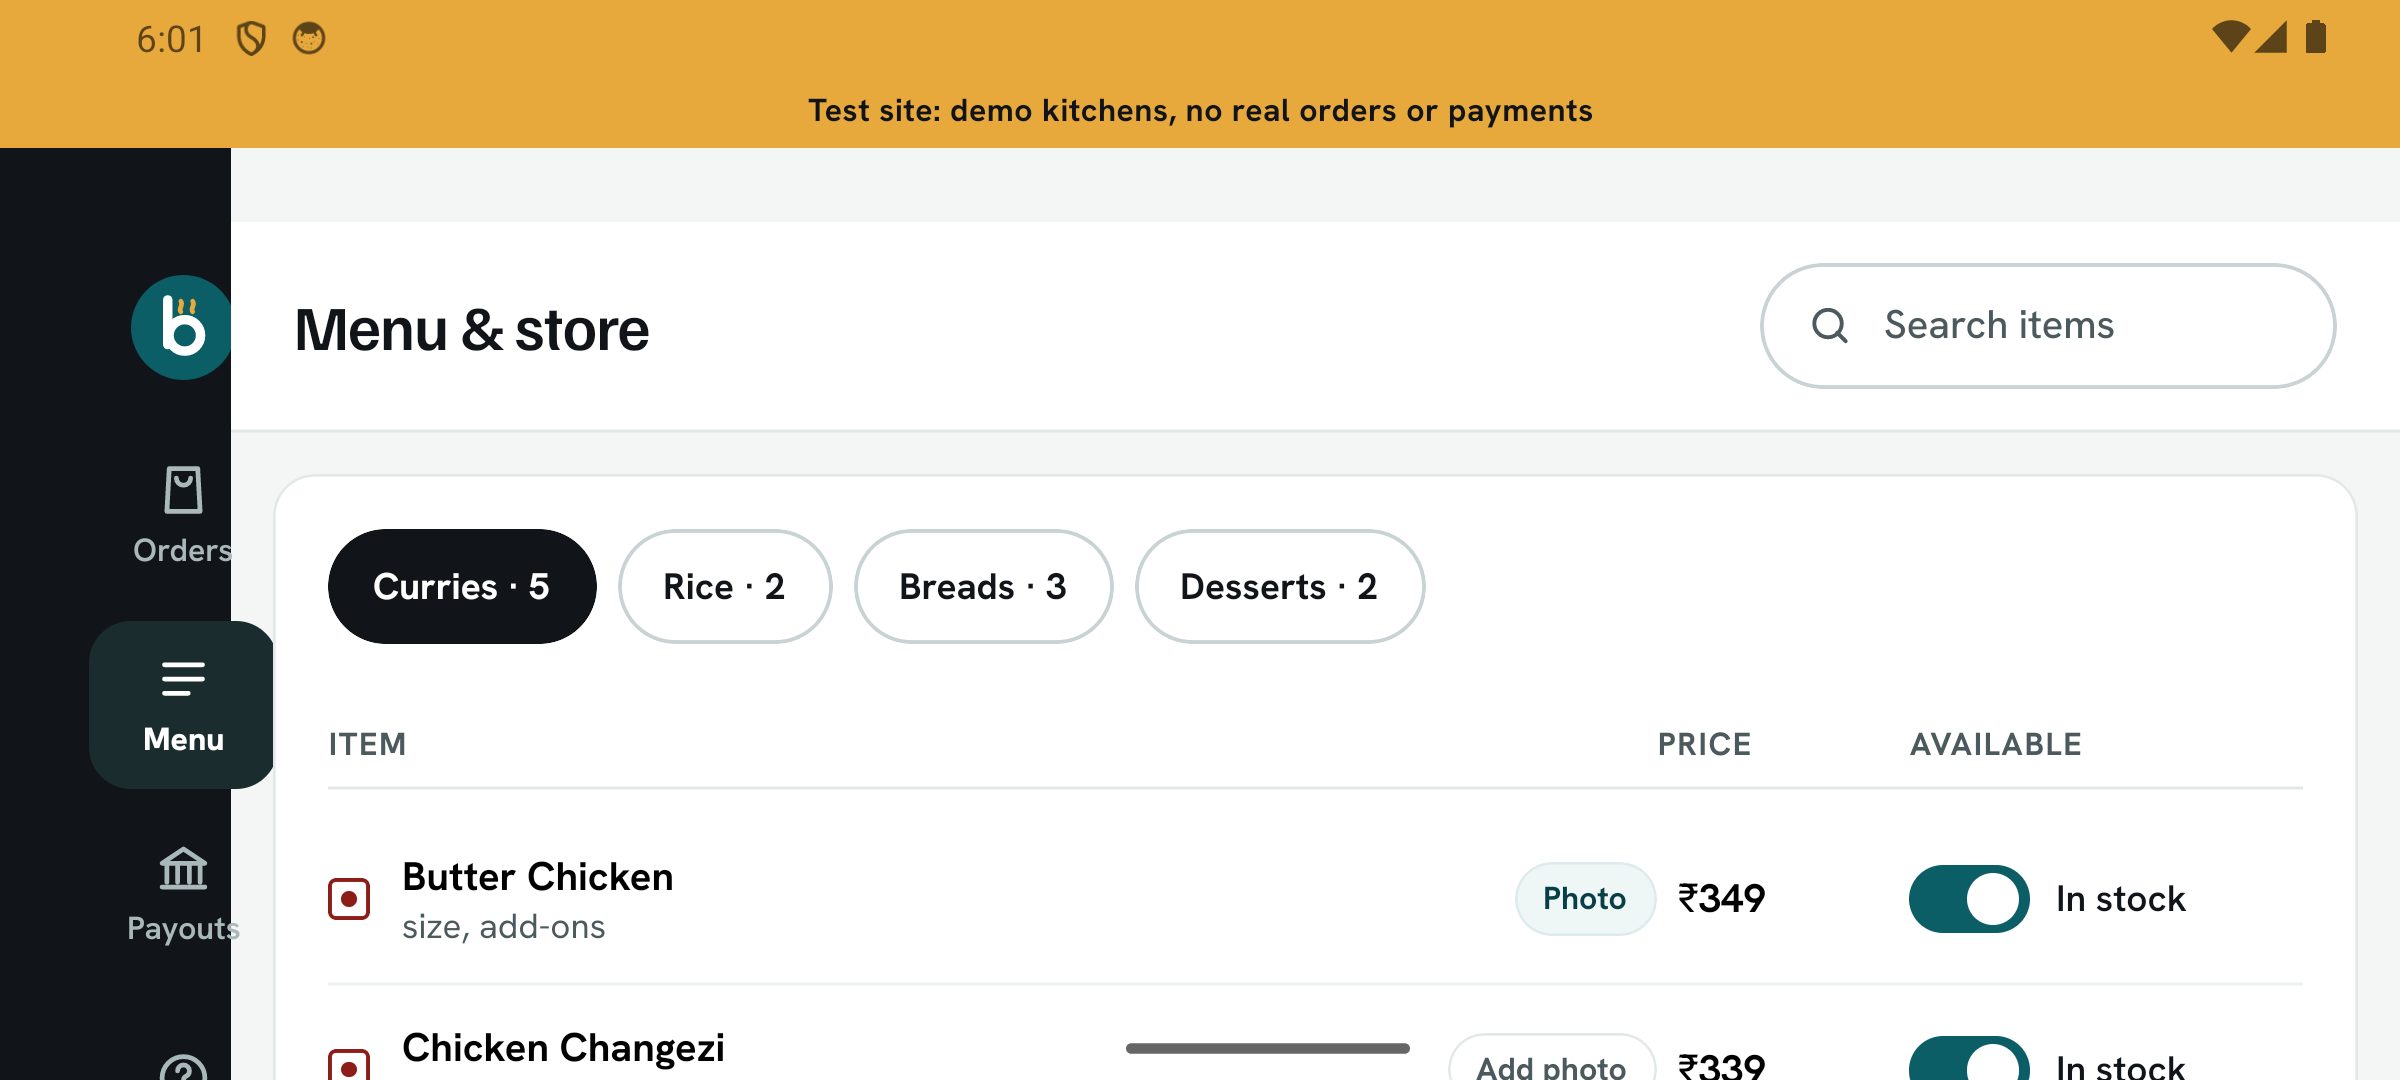 6:01
Test site: demo kitchens, no real orders or payments
b
Menu & store
Search items
Orders
Menu
Payouts
Curries · 5
Rice · 2
Breads · 3
Desserts · 2
ITEM
PRICE
AVAILABLE
Butter Chicken
size, add-ons
Photo
₹349
In stock
Chicken Changezi
Add photo
₹339
In stock